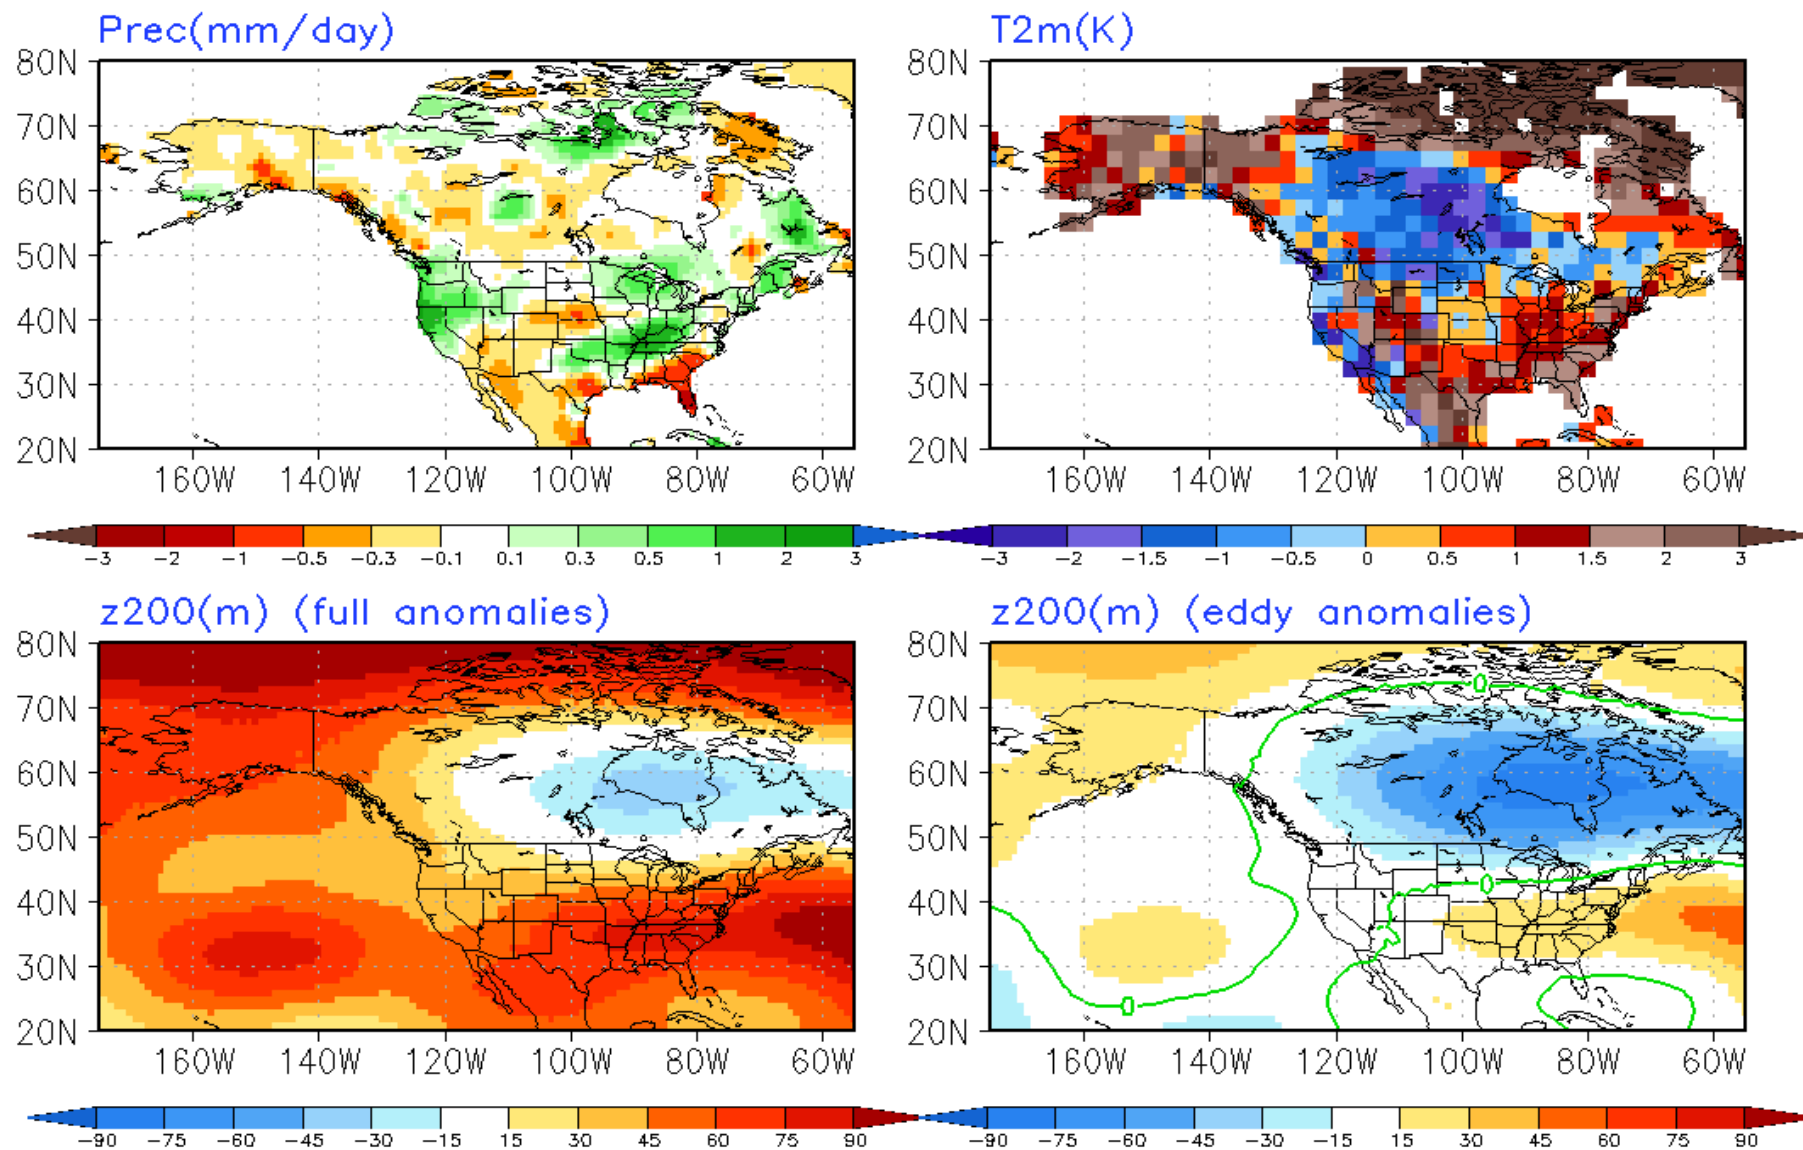 Prec(mm/day)
T2m(K)
80N 70N 60N 50N 40N 30N 20N
80N 70N 60N 50N 40N 30N 20N
160W 140W 120W 100W 80W 60W
160W 140W 120W 100W 80W 60W
-3 -2 -1 -0.5 -0.3 -0.1 0.1 0.3 0.5 1 2 3
-3 -2 -1.5 -1 -0.5 0 0.5 1 1.5 2 3
z200(m) (full anomalies)
z200(m) (eddy anomalies)
80N 70N 60N 50N 40N 30N 20N
80N 70N 60N 50N 40N 30N 20N
0
0
0
160W 140W 120W 100W 80W 60W
160W 140W 120W 100W 80W 60W
-90 -75 -60 -45 -30 -15 15 30 45 60 75 90
-90 -75 -60 -45 -30 -15 15 30 45 60 75 90